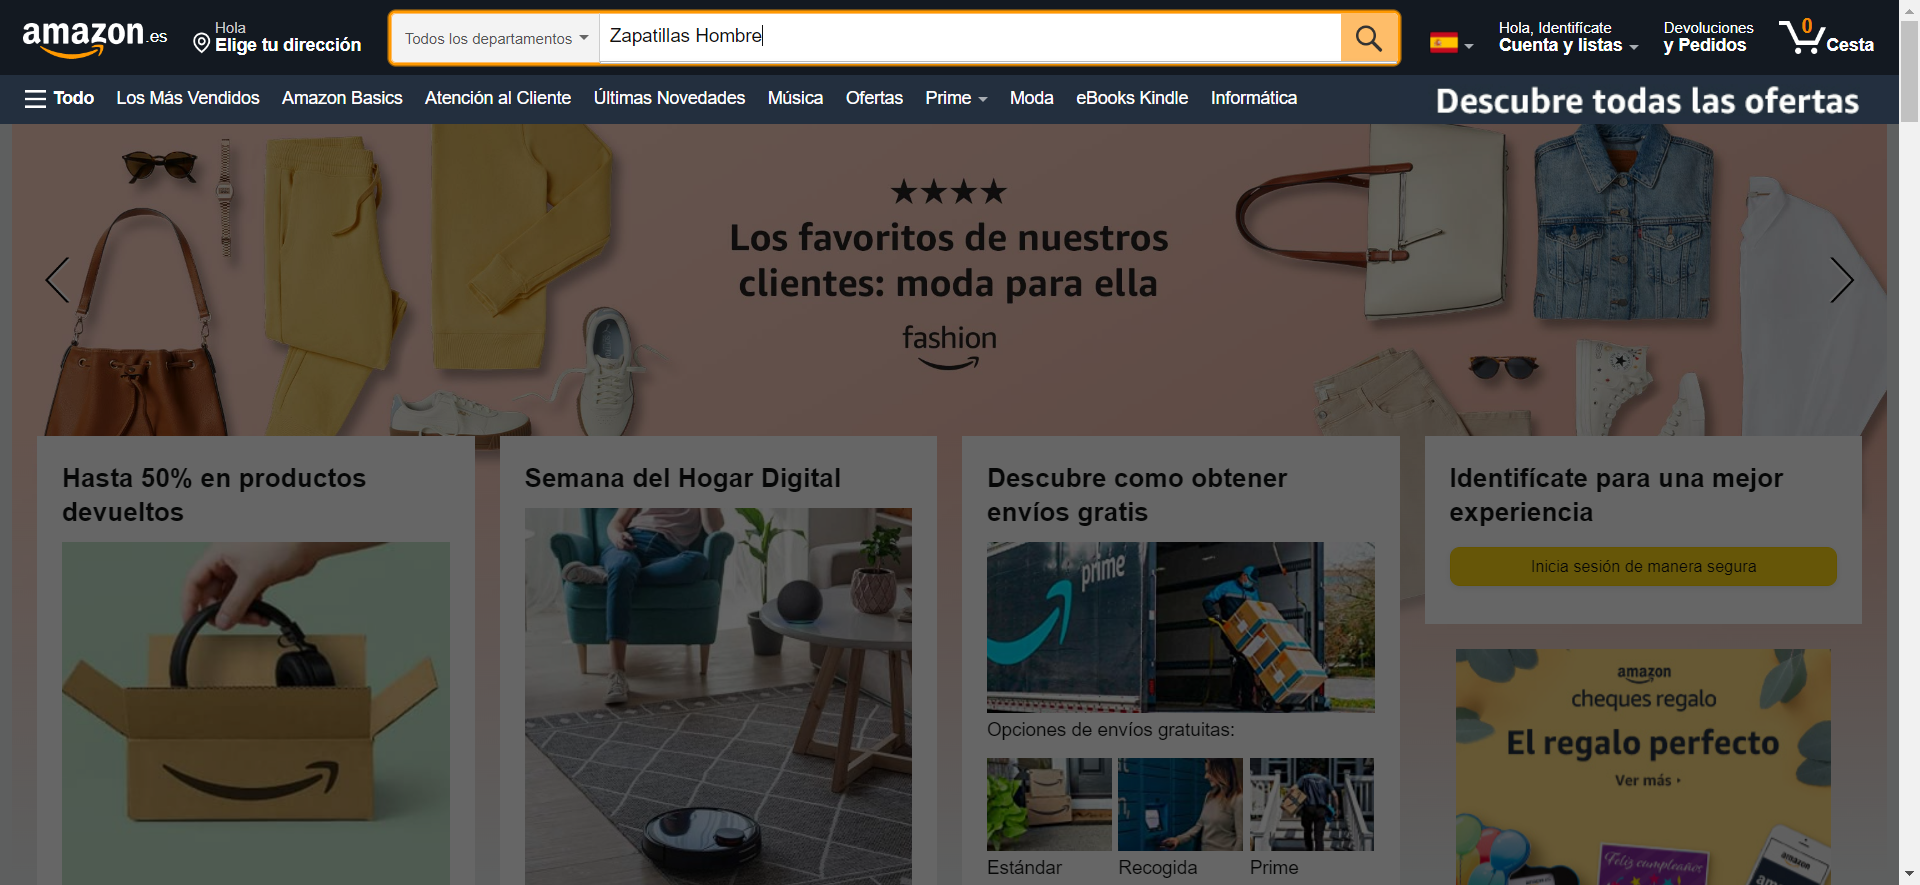 amazon.es
Hola
Elige tu dirección
Todos los departamentos
Zapatillas Hombre
Hola, Identifícate
Cuenta y listas
Devoluciones
y Pedidos
0
Cesta
Todo
Los Más Vendidos
Amazon Basics
Atención al Cliente
Últimas Novedades
Música
Ofertas
Prime
Moda
eBooks Kindle
Informática
Descubre todas las ofertas
Los favoritos de nuestros
clientes: moda para ella
fashion
Hasta 50% en productos
devueltos
Semana del Hogar Digital
Descubre como obtener
envíos gratis
prime
Opciones de envíos gratuitas:
Estándar
Recogida
Prime
Identifícate para una mejor
experiencia
Inicia sesión de manera segura
amazon
cheques regalo
El regalo perfecto
Ver más
Feliz cumpleaños
amazon